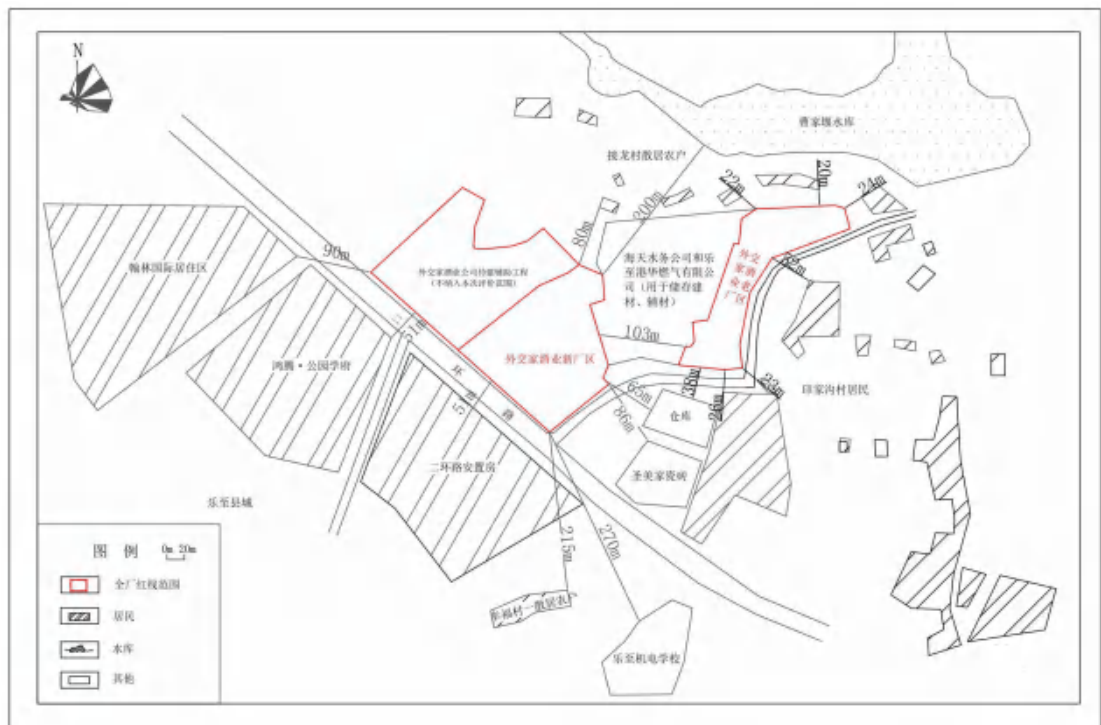 N
曹家堰水库
接龙村散居农户
22m
20m
24m
200m
80m
90m
翰林国际居住区
外交家酒业公司待建辅助工程
(不纳入本次评价范围)
海天水务公司和乐
至港华燃气有限公
司（用于储存建
材、辅材）
外交
家酒
业老
厂区
103m
51m
外交家酒业新厂区
鸿腾·公园学府
二环路
38m
26m
23m
65m
86m
仓库
印家沟村居民
二环路安置房
圣美家瓷砖
乐至县城
215m
270m
乐至机电学校
图 例
0m 20m
全厂红线范围
居民
水库
其他